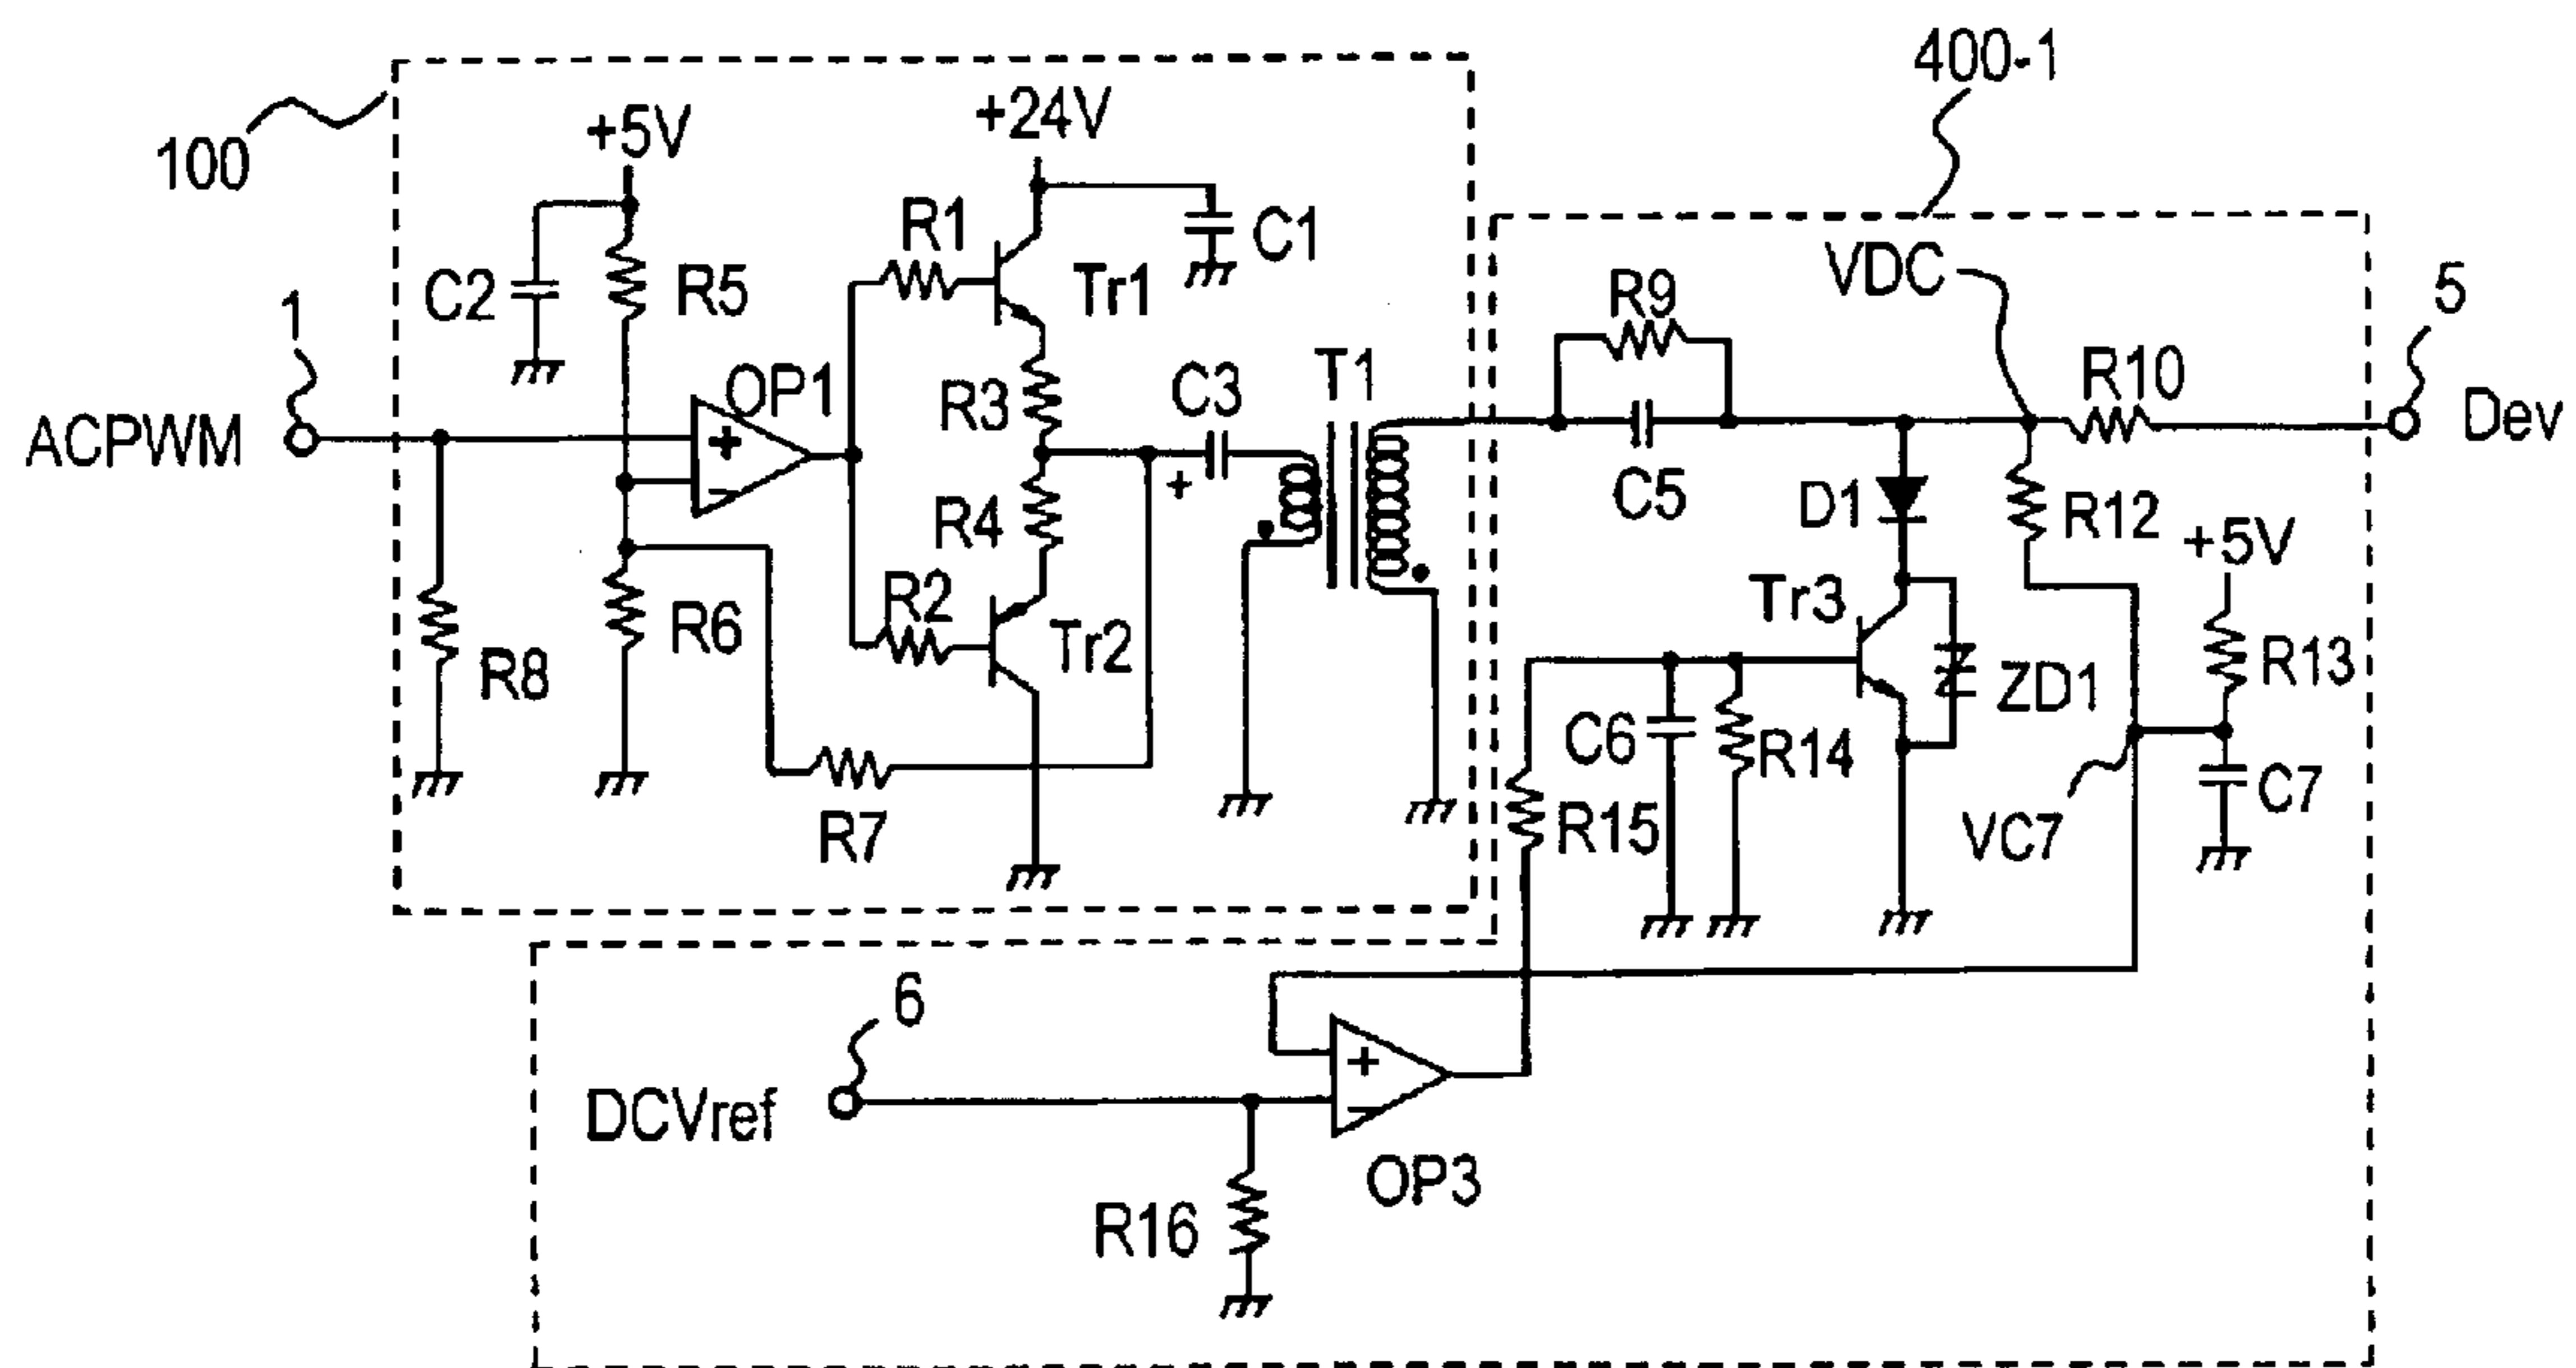 400-1
100
+5V
+24V
R1
C1
VDC
5
C2
R5
Tr1
R9
1
OP1
R3
C3
T1
R10
ACPWM
+
-
+
C5
D1
Dev
R4
R12
+5V
R2
Tr3
R8
R6
Tr2
ZD1
R13
C6
R14
R7
R15
VC7
C7
6
DCVref
+
-
OP3
R16